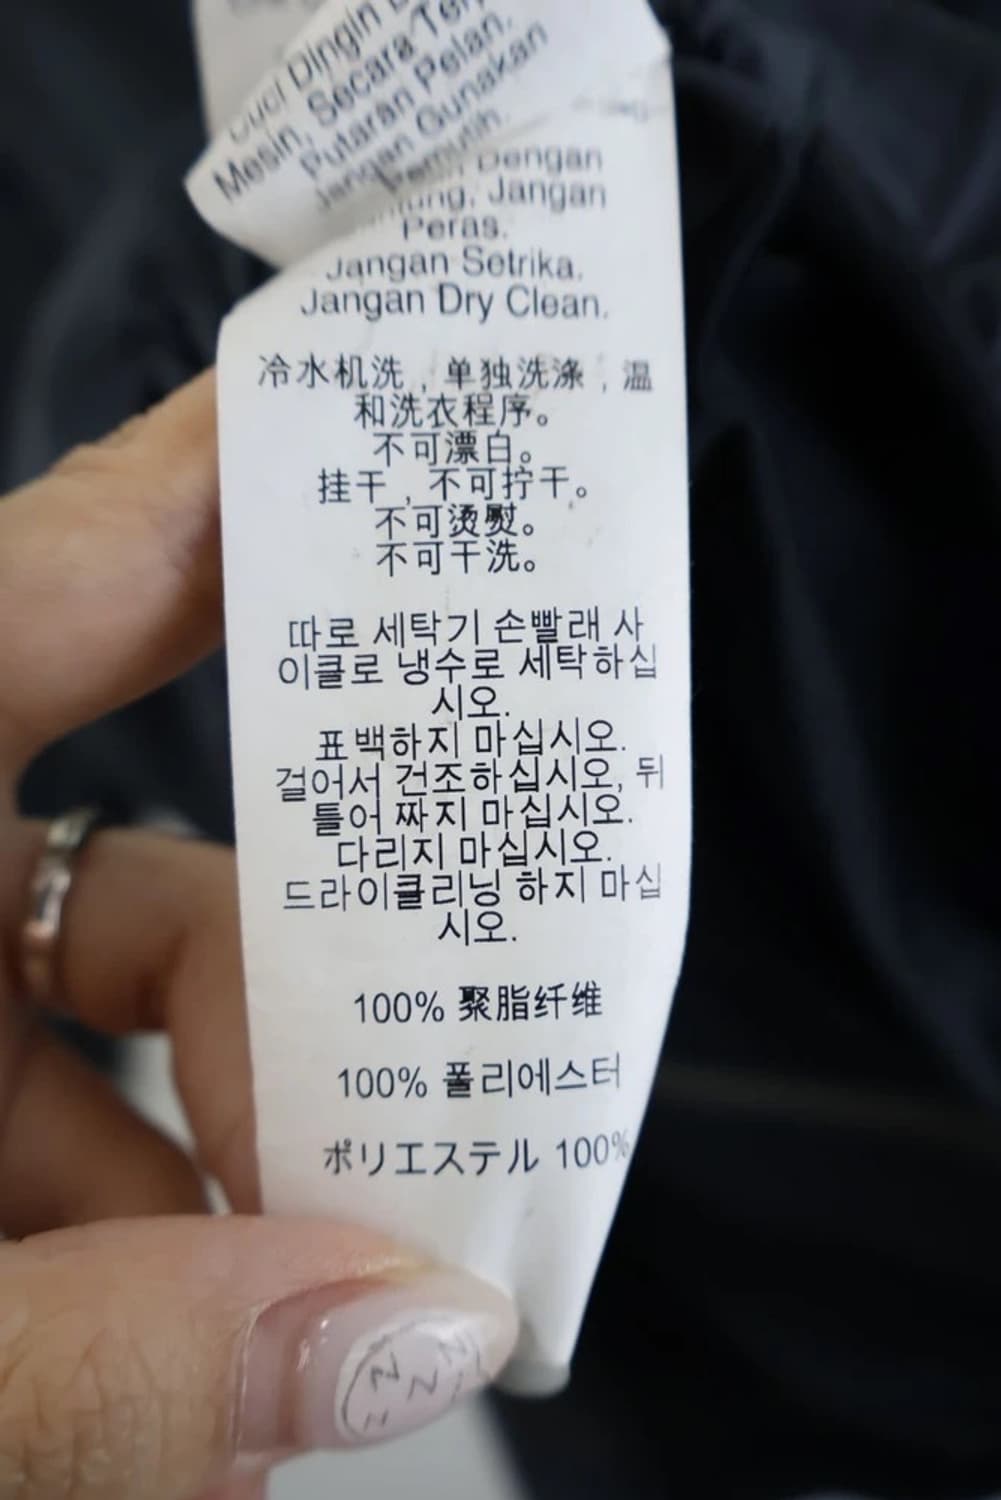 Cuci Dingin
Mesin, Secara
Putaran Pelan.
Jangan Gunakan
Dengan
Jangan
Peras.
Jangan Setrika.
Jangan Dry Clean.
冷水机洗，单独洗涤，温
和洗衣程序。
不可漂白。
挂干，不可拧干。
不可烫熨。
不可干洗。
따로 세탁기 손빨래 사
이클로 냉수로 세탁하십
시오.
표백하지 마십시오.
걸어서 건조하십시오, 뒤
틀어 짜지 마십시오.
다리지 마십시오.
드라이클리닝 하지 마십
시오.
100% 聚脂纤维
100% 폴리에스터
ポリエステル 100%